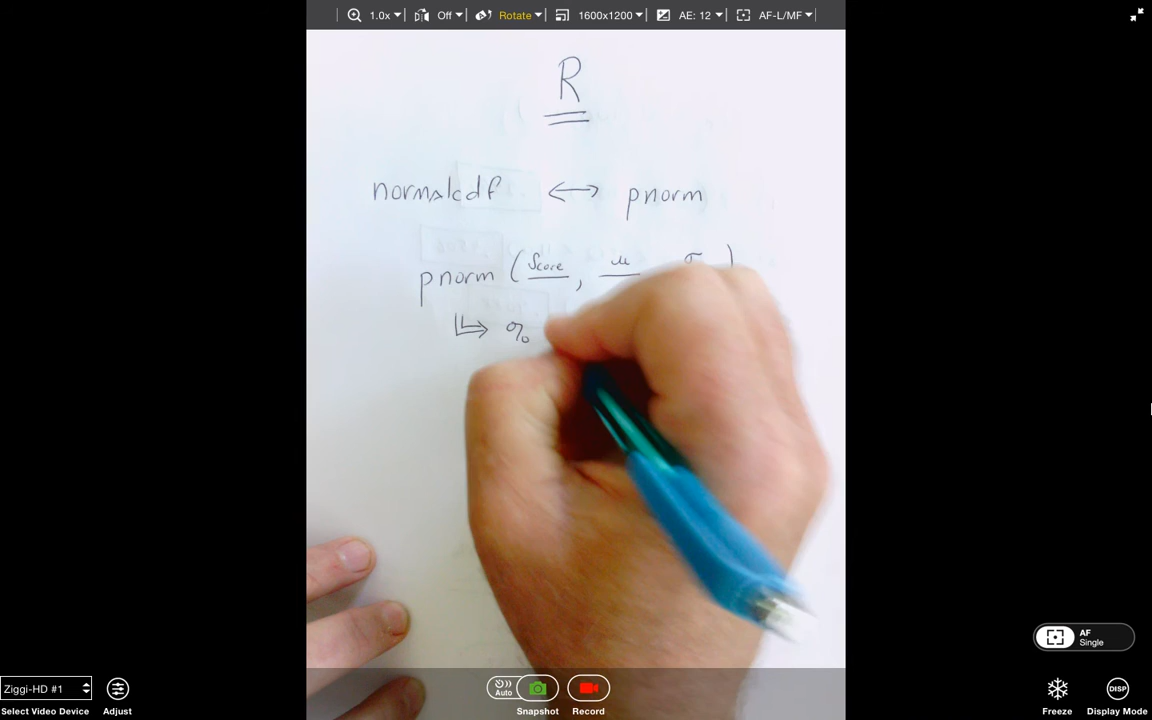 1.0x Off Rotate 1600x1200 AE: 12 AF-L/MF
R
normalcdf ↔ pnorm
pnorm (Score, μ σ )
↳ %
AF
Single
Ziggi-HD #1
Auto
Select Video Device Adjust Snapshot Record Freeze Display Mode
DISP